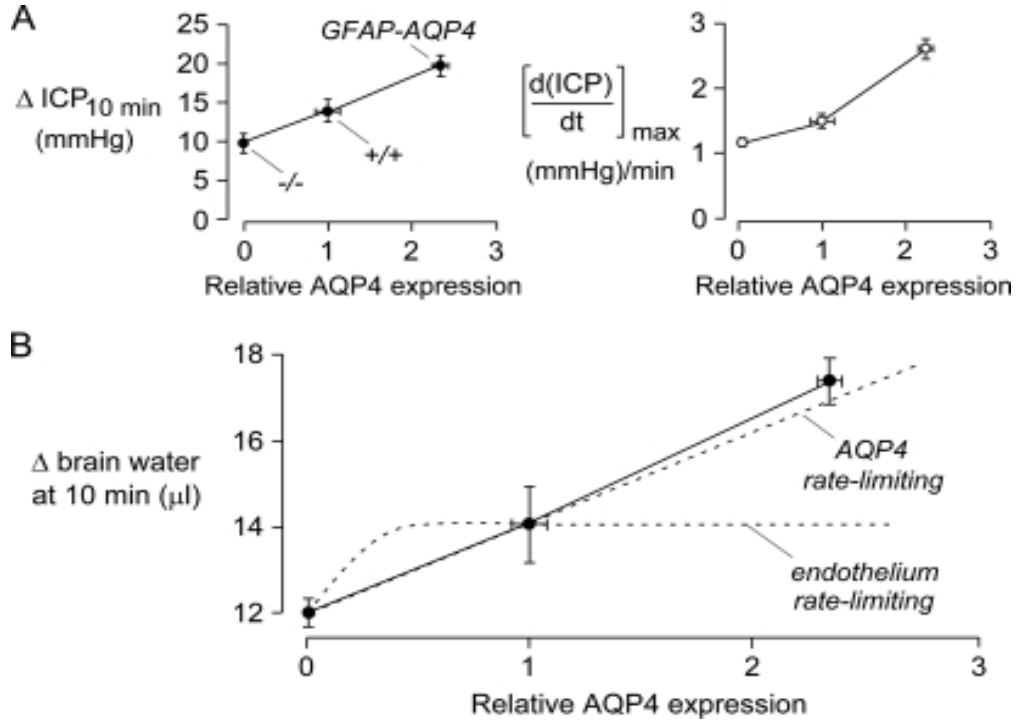 A
25
20
15
10
5
0
Δ ICP10 min
(mmHg)
GFAP-AQP4
+/+
-/-
0 1 2 3
Relative AQP4 expression
3
2
1
0
[d(ICP)
dt]max
(mmHg)/min
0 1 2 3
Relative AQP4 expression
B
18
16
14
12
Δ brain water
at 10 min (μl)
AQP4
rate-limiting
endothelium
rate-limiting
0 1 2 3
Relative AQP4 expression